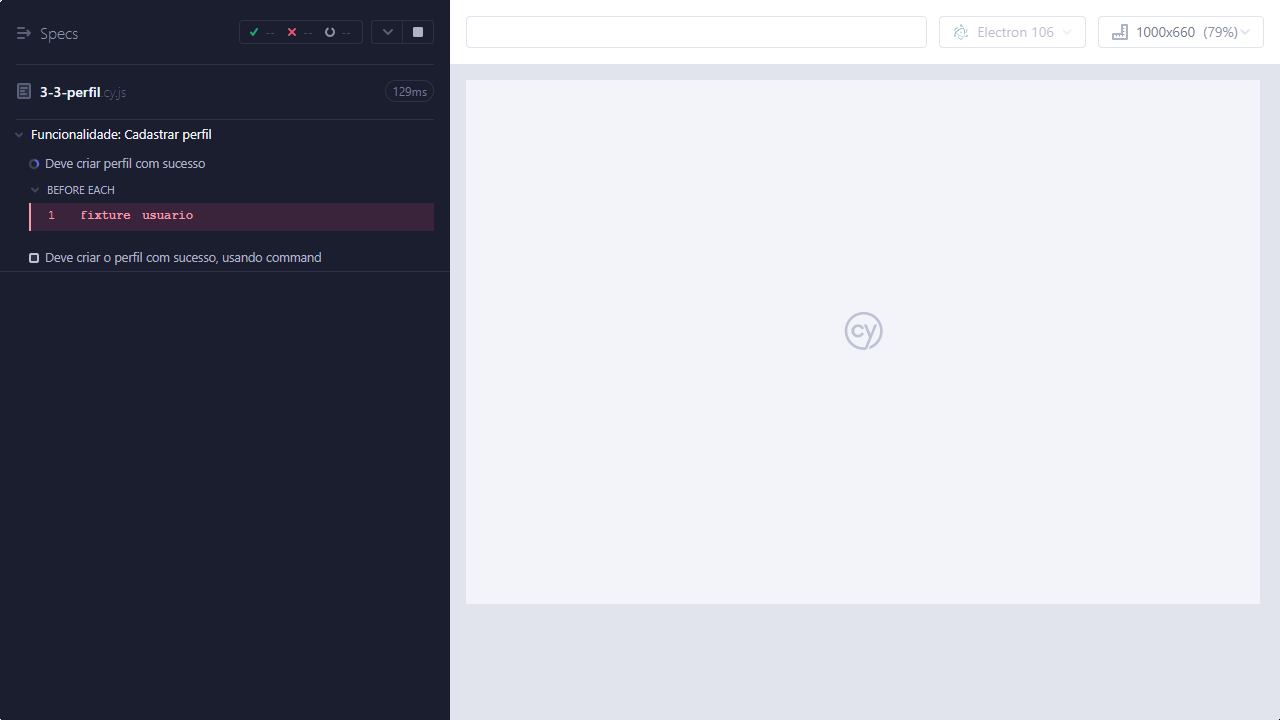 Specs
--
--
--
Electron 106
1000x660 (79%)
3-3-perfil cy.js
129ms
Funcionalidade: Cadastrar perfil
Deve criar perfil com sucesso
BEFORE EACH
1 fixture usuario
Deve criar o perfil com sucesso, usando command
cy